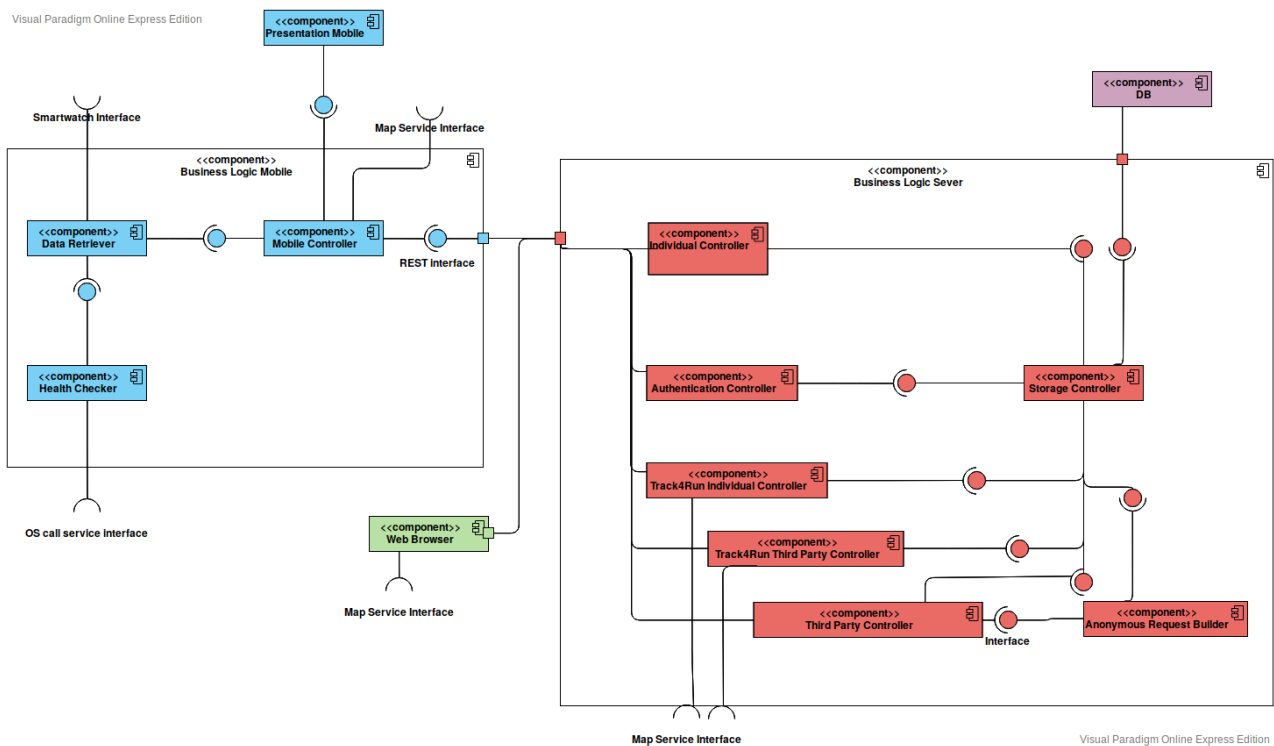 Visual Paradigm Online Express Edition
<<component>>
Presentation Mobile
<<component>>
DB
Smartwatch Interface
Map Service Interface
<<component>>
Business Logic Mobile
<<component>>
Business Logic Sever
<<component>>
Data Retriever
<<component>>
Mobile Controller
REST Interface
<<component>>
Individual Controller
<<component>>
Health Checker
<<component>>
Authentication Controller
<<component>>
Storage Controller
<<component>>
Track4Run Individual Controller
OS call service interface
<<component>>
Web Browser
<<component>>
Track4Run Third Party Controller
Map Service Interface
<<component>>
Third Party Controller
Interface
<<component>>
Anonymous Request Builder
Map Service Interface
Visual Paradigm Online Express Edition